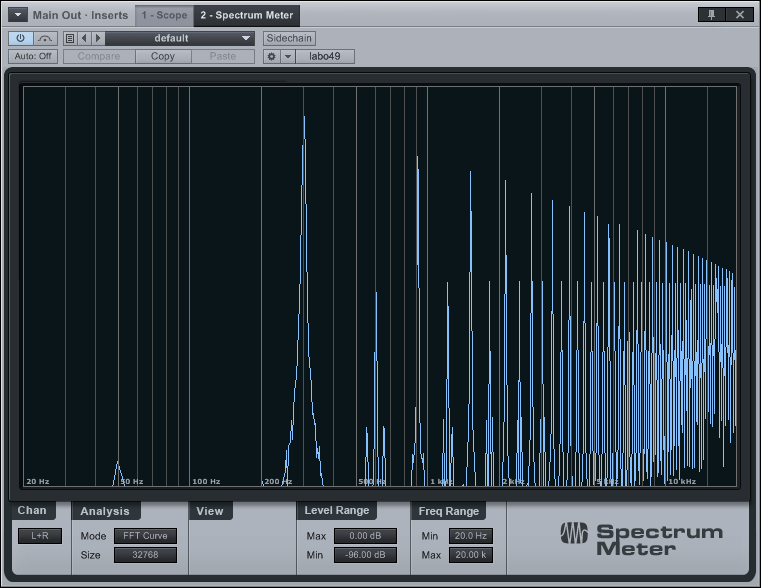 Main Out · Inserts 1 - Scope 2 - Spectrum Meter
default Sidechain
Auto: Off Compare Copy Paste labo49
20 Hz 50 Hz 100 Hz 200 Hz 500 Hz 1 kHz 2 kHz 5 kHz 10 kHz
Chan Analysis View Level Range Freq Range
L+R Mode FFT Curve Max 0.00 dB Min 20.0 Hz
Size 32768 Min -96.00 dB Max 20.00 k
Spectrum
Meter